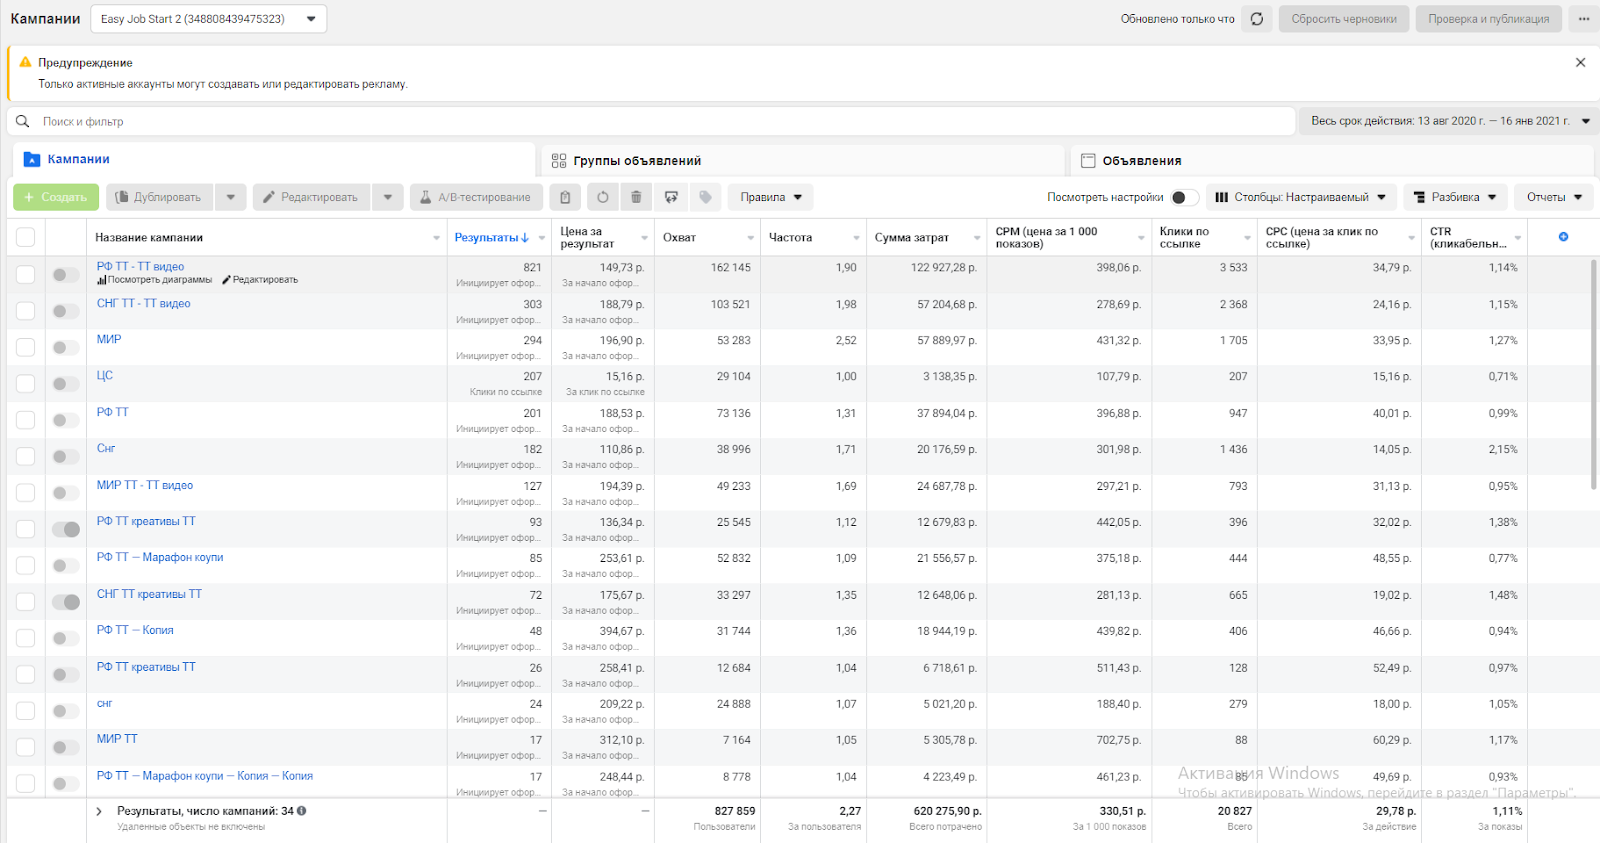 Кампании
Easy Job Start 2 (348808439475323)
Обновлено только что
Сбросить черновики
Проверка и публикация
Предупреждение
Только активные аккаунты могут создавать или редактировать рекламу.
Поиск и фильтр
Весь срок действия: 13 авг 2020 г. — 16 янв 2021 г.
Кампании
Группы объявлений
Объявления
+ Создать
Дублировать
Редактировать
A/B-тестирование
Правила
Посмотреть настройки
Столбцы: Настраиваемый
Разбивка
Отчеты
Название кампании
Результаты↓
Цена за результат
Охват
Частота
Сумма затрат
CPM (цена за 1 000 показов)
Клики по ссылке
CPC (цена за клик по ссылке)
CTR (кликабельн...
РФ ТТ - ТТ видео 821 149,73 р. 162 145 1,90 122 927,28 р. 398,06 р. 3 533 34,79 р. 1,14%
Посмотреть диаграммы Редактировать Инициирует офор... За начало офор...
СНГ ТТ - ТТ видео 303 188,79 р. 103 521 1,98 57 204,68 р. 278,69 р. 2 368 24,16 р. 1,15%
Инициирует офор... За начало офор...
МИР 294 196,90 р. 53 283 2,52 57 889,97 р. 431,32 р. 1 705 33,95 р. 1,27%
Инициирует офор... За начало офор...
ЦС 207 15,16 р. 29 104 1,00 3 138,35 р. 107,79 р. 207 15,16 р. 0,71%
Клики по ссылке За клик по ссылке
РФ ТТ 201 188,53 р. 73 136 1,31 37 894,04 р. 396,88 р. 947 40,01 р. 0,99%
Инициирует офор... За начало офор...
Снг 182 110,86 р. 38 996 1,71 20 176,59 р. 301,98 р. 1 436 14,05 р. 2,15%
Инициирует офор... За начало офор...
МИР ТТ - ТТ видео 127 194,39 р. 49 233 1,69 24 687,78 р. 297,21 р. 793 31,13 р. 0,95%
Инициирует офор... За начало офор...
РФ ТТ креативы ТТ 93 136,34 р. 25 545 1,12 12 679,83 р. 442,05 р. 396 32,02 р. 1,38%
Инициирует офор... За начало офор...
РФ ТТ — Марафон коупи 85 253,61 р. 52 832 1,09 21 556,57 р. 375,18 р. 444 48,55 р. 0,77%
Инициирует офор... За начало офор...
СНГ ТТ креативы ТТ 72 175,67 р. 33 297 1,35 12 648,06 р. 281,13 р. 665 19,02 р. 1,48%
Инициирует офор... За начало офор...
РФ ТТ — Копия 48 394,67 р. 31 744 1,36 18 944,19 р. 439,82 р. 406 46,66 р. 0,94%
Инициирует офор... За начало офор...
РФ ТТ креативы ТТ 26 258,41 р. 12 684 1,04 6 718,61 р. 511,43 р. 128 52,49 р. 0,97%
Инициирует офор... За начало офор...
снг 24 209,22 р. 24 888 1,07 5 021,20 р. 188,40 р. 279 18,00 р. 1,05%
Инициирует офор... За начало офор...
МИР ТТ 17 312,10 р. 7 164 1,05 5 305,78 р. 702,75 р. 88 60,29 р. 1,17%
Инициирует офор... За начало офор...
РФ ТТ — Марафон коупи — Копия — Копия 17 248,44 р. 8 778 1,04 4 223,49 р. 461,23 р. 85 49,69 р. 0,93%
Инициирует офор... За начало офор...
Активация Windows
Чтобы активировать Windows, перейдите в раздел "Параметры".
Результаты, число кампаний: 34 — — 827 859 2,27 620 275,90 р. 330,51 р. 20 827 29,78 р. 1,11%
Удаленные объекты не включены Пользователи За пользователя Всего потрачено За 1 000 показов Всего За действие За показы